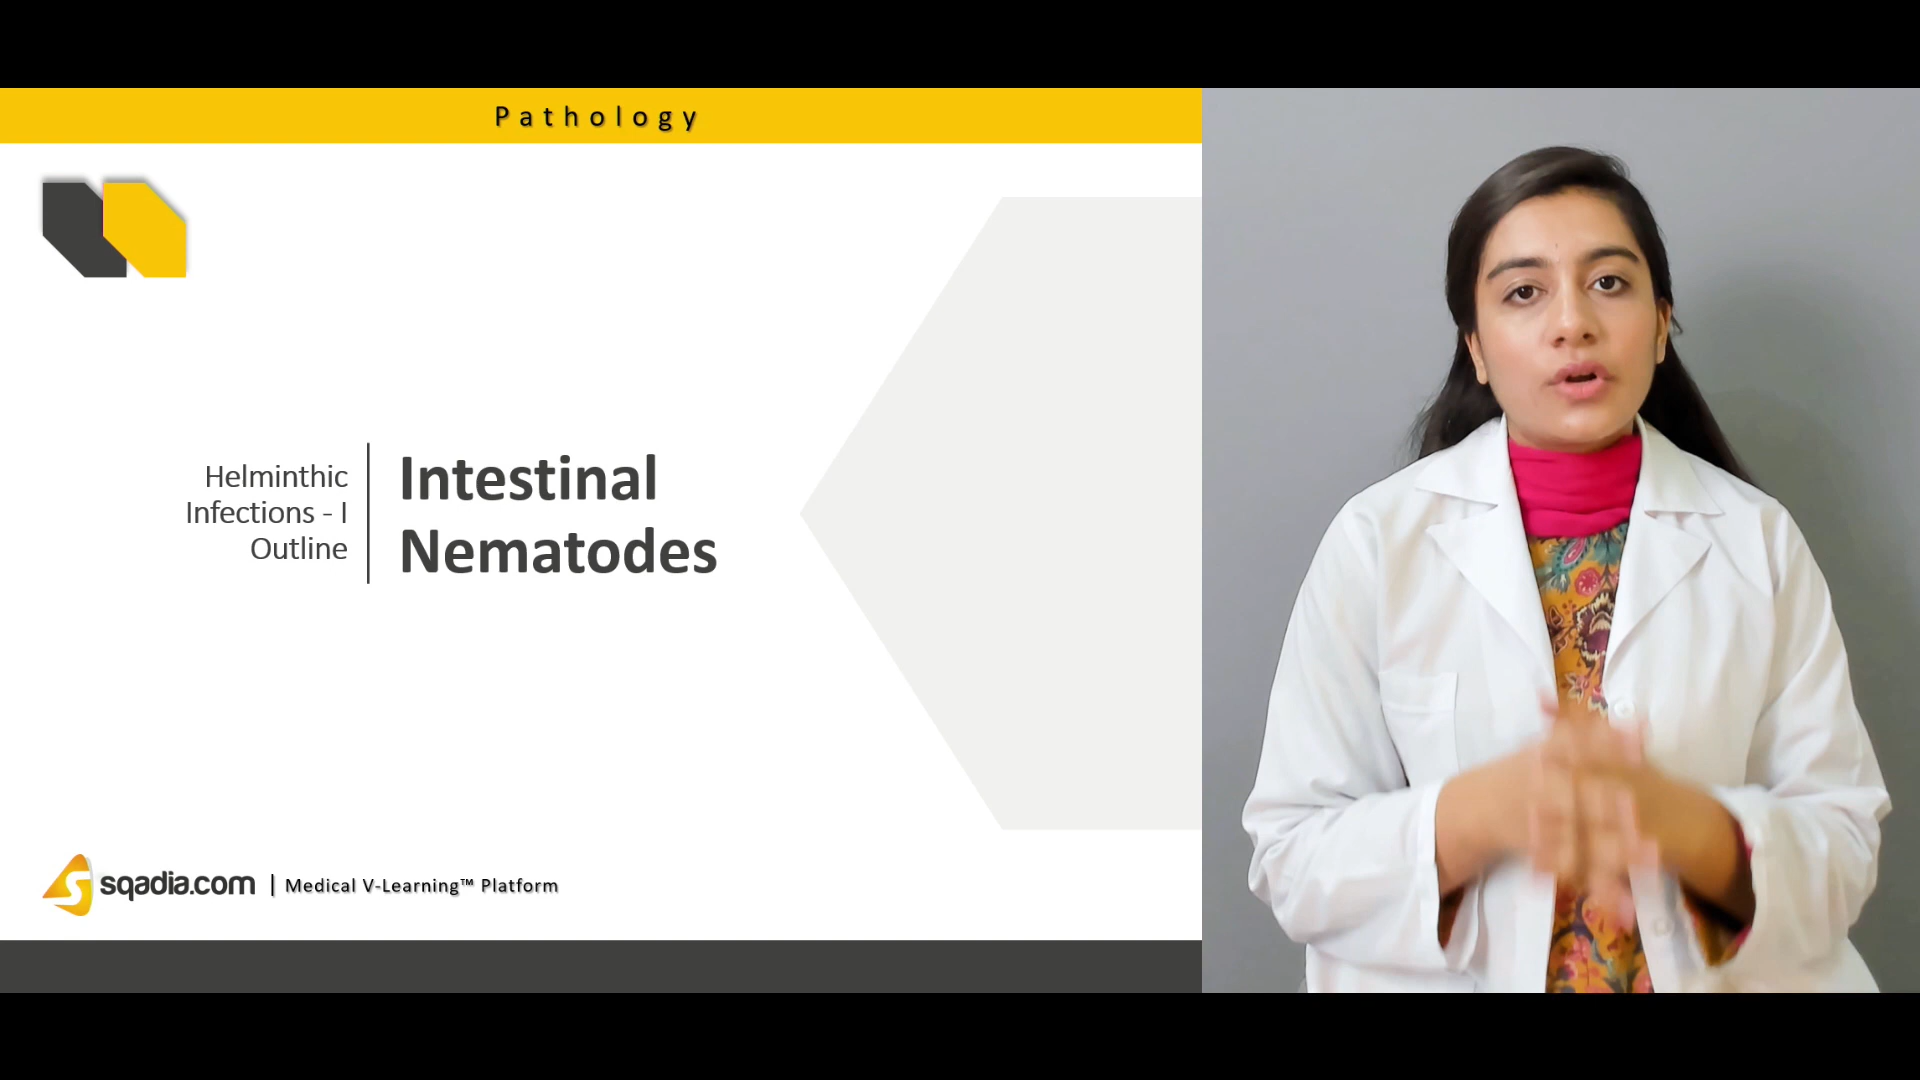 Pathology
Helminthic
Infections - I
Outline
Intestinal
Nematodes
sqadia.com | Medical V-Learning™ Platform